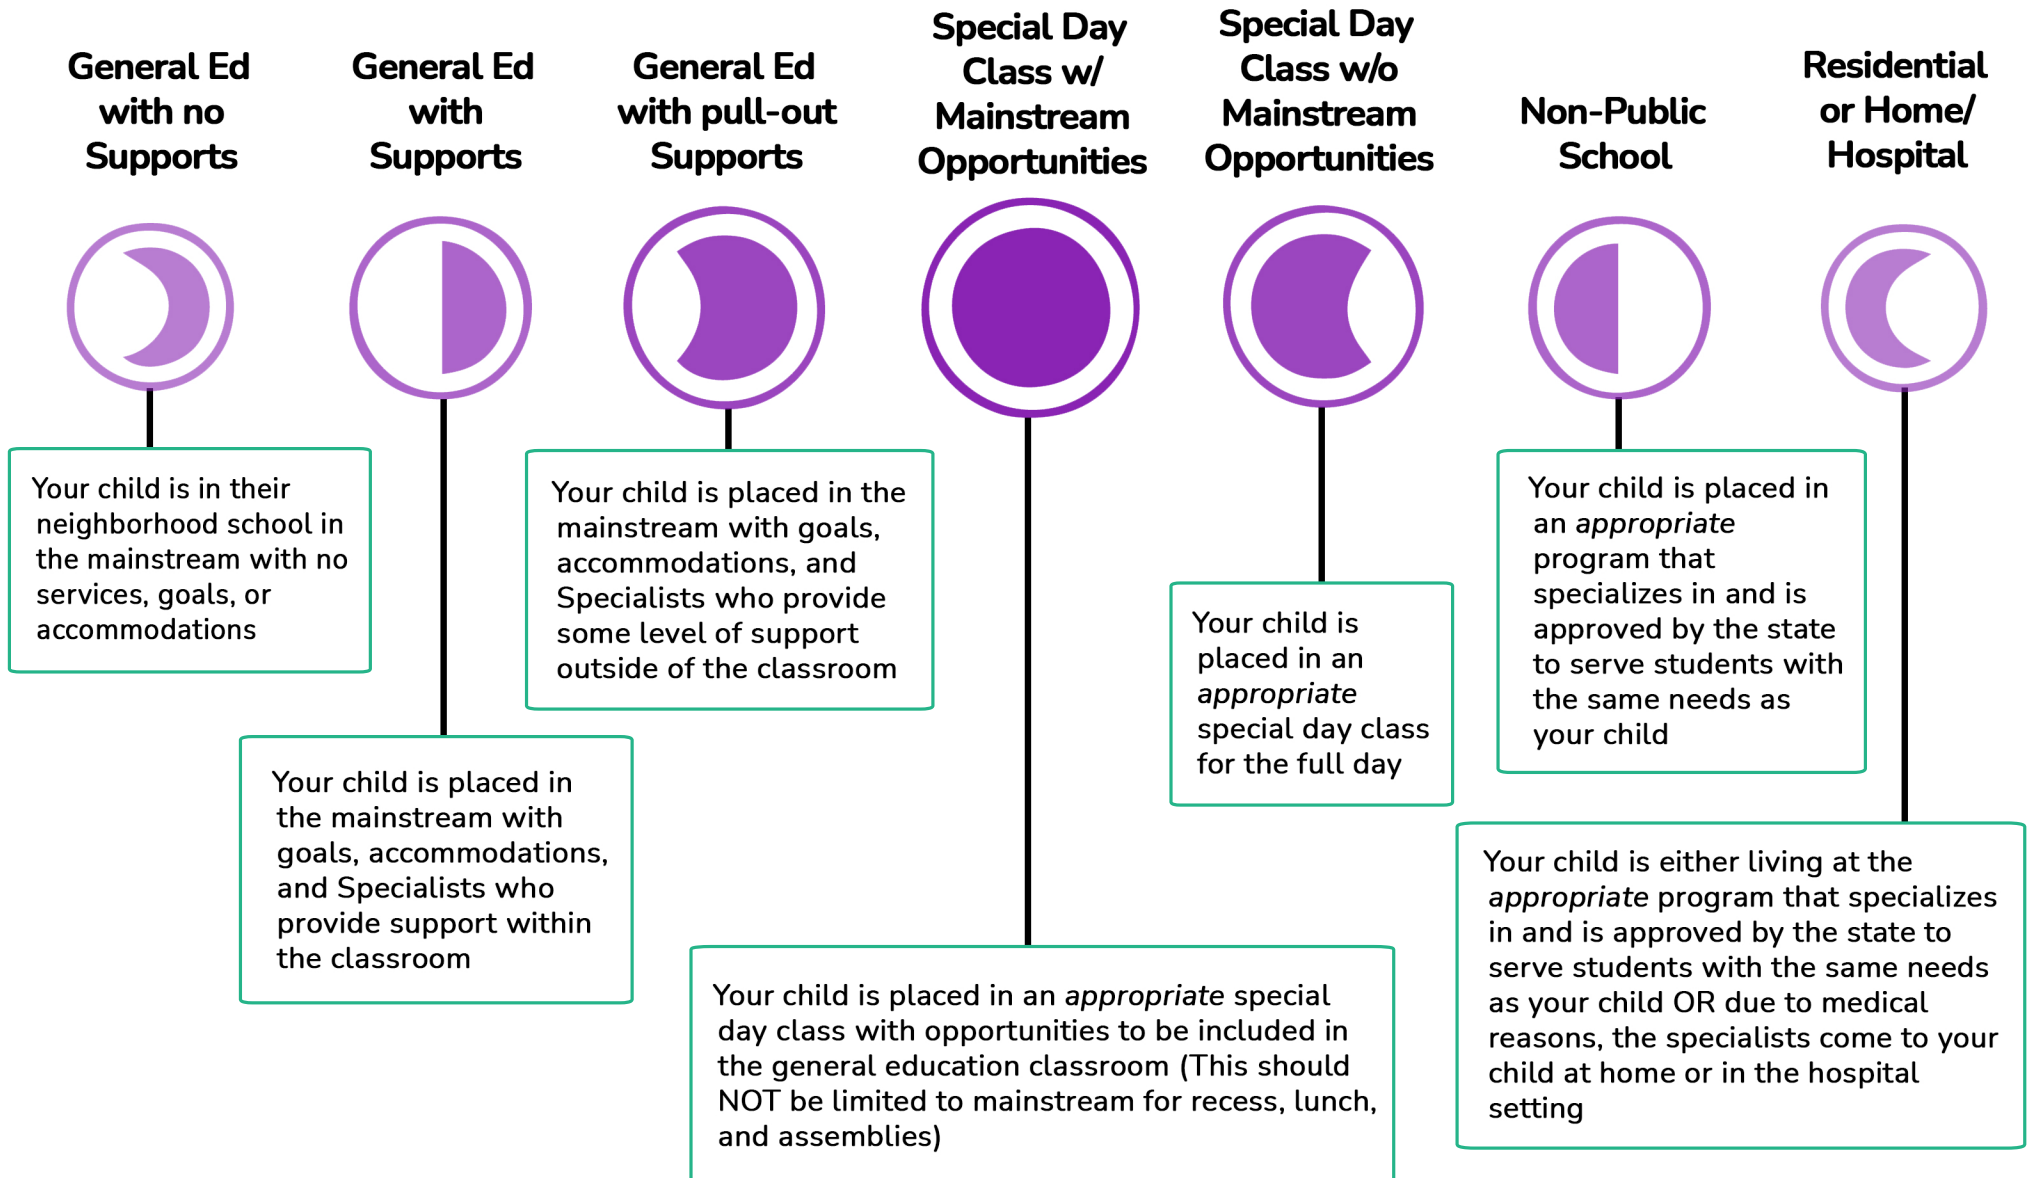 General Ed
with no
Supports
General Ed
with
Supports
General Ed
with pull-out
Supports
Special Day
Class w/
Mainstream
Opportunities
Special Day
Class w/o
Mainstream
Opportunities
Non-Public
School
Residential
or Home/
Hospital
Your child is in their
neighborhood school in
the mainstream with no
services, goals, or
accommodations
Your child is placed in
the mainstream with
goals, accommodations,
and Specialists who
provide support within
the classroom
Your child is placed in the
mainstream with goals,
accommodations, and
Specialists who provide
some level of support
outside of the classroom
Your child is placed in an appropriate special
day class with opportunities to be included in
the general education classroom (This should
NOT be limited to mainstream for recess, lunch,
and assemblies)
Your child is
placed in an
appropriate
special day class
for the full day
Your child is placed in
an appropriate
program that
specializes in and is
approved by the state
to serve students with
the same needs as
your child
Your child is either living at the
appropriate program that specializes
in and is approved by the state to
serve students with the same needs
as your child OR due to medical
reasons, the specialists come to your
child at home or in the hospital
setting